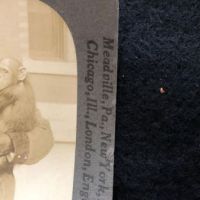 Meadville, Pa., New York,
Chicago, Ill., London, Eng